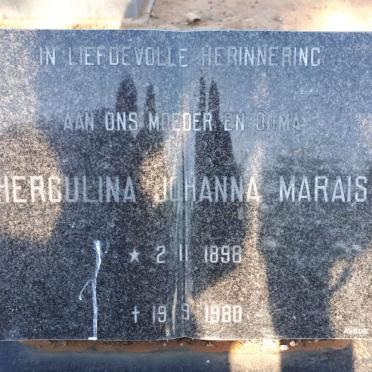 IN LIEFDEVOLLE HERINNERING
AAN ONS MOEDER EN OUMA
HERCULINA JOHANNA MARAIS
★ 2 11 1898
† 19 9 1980